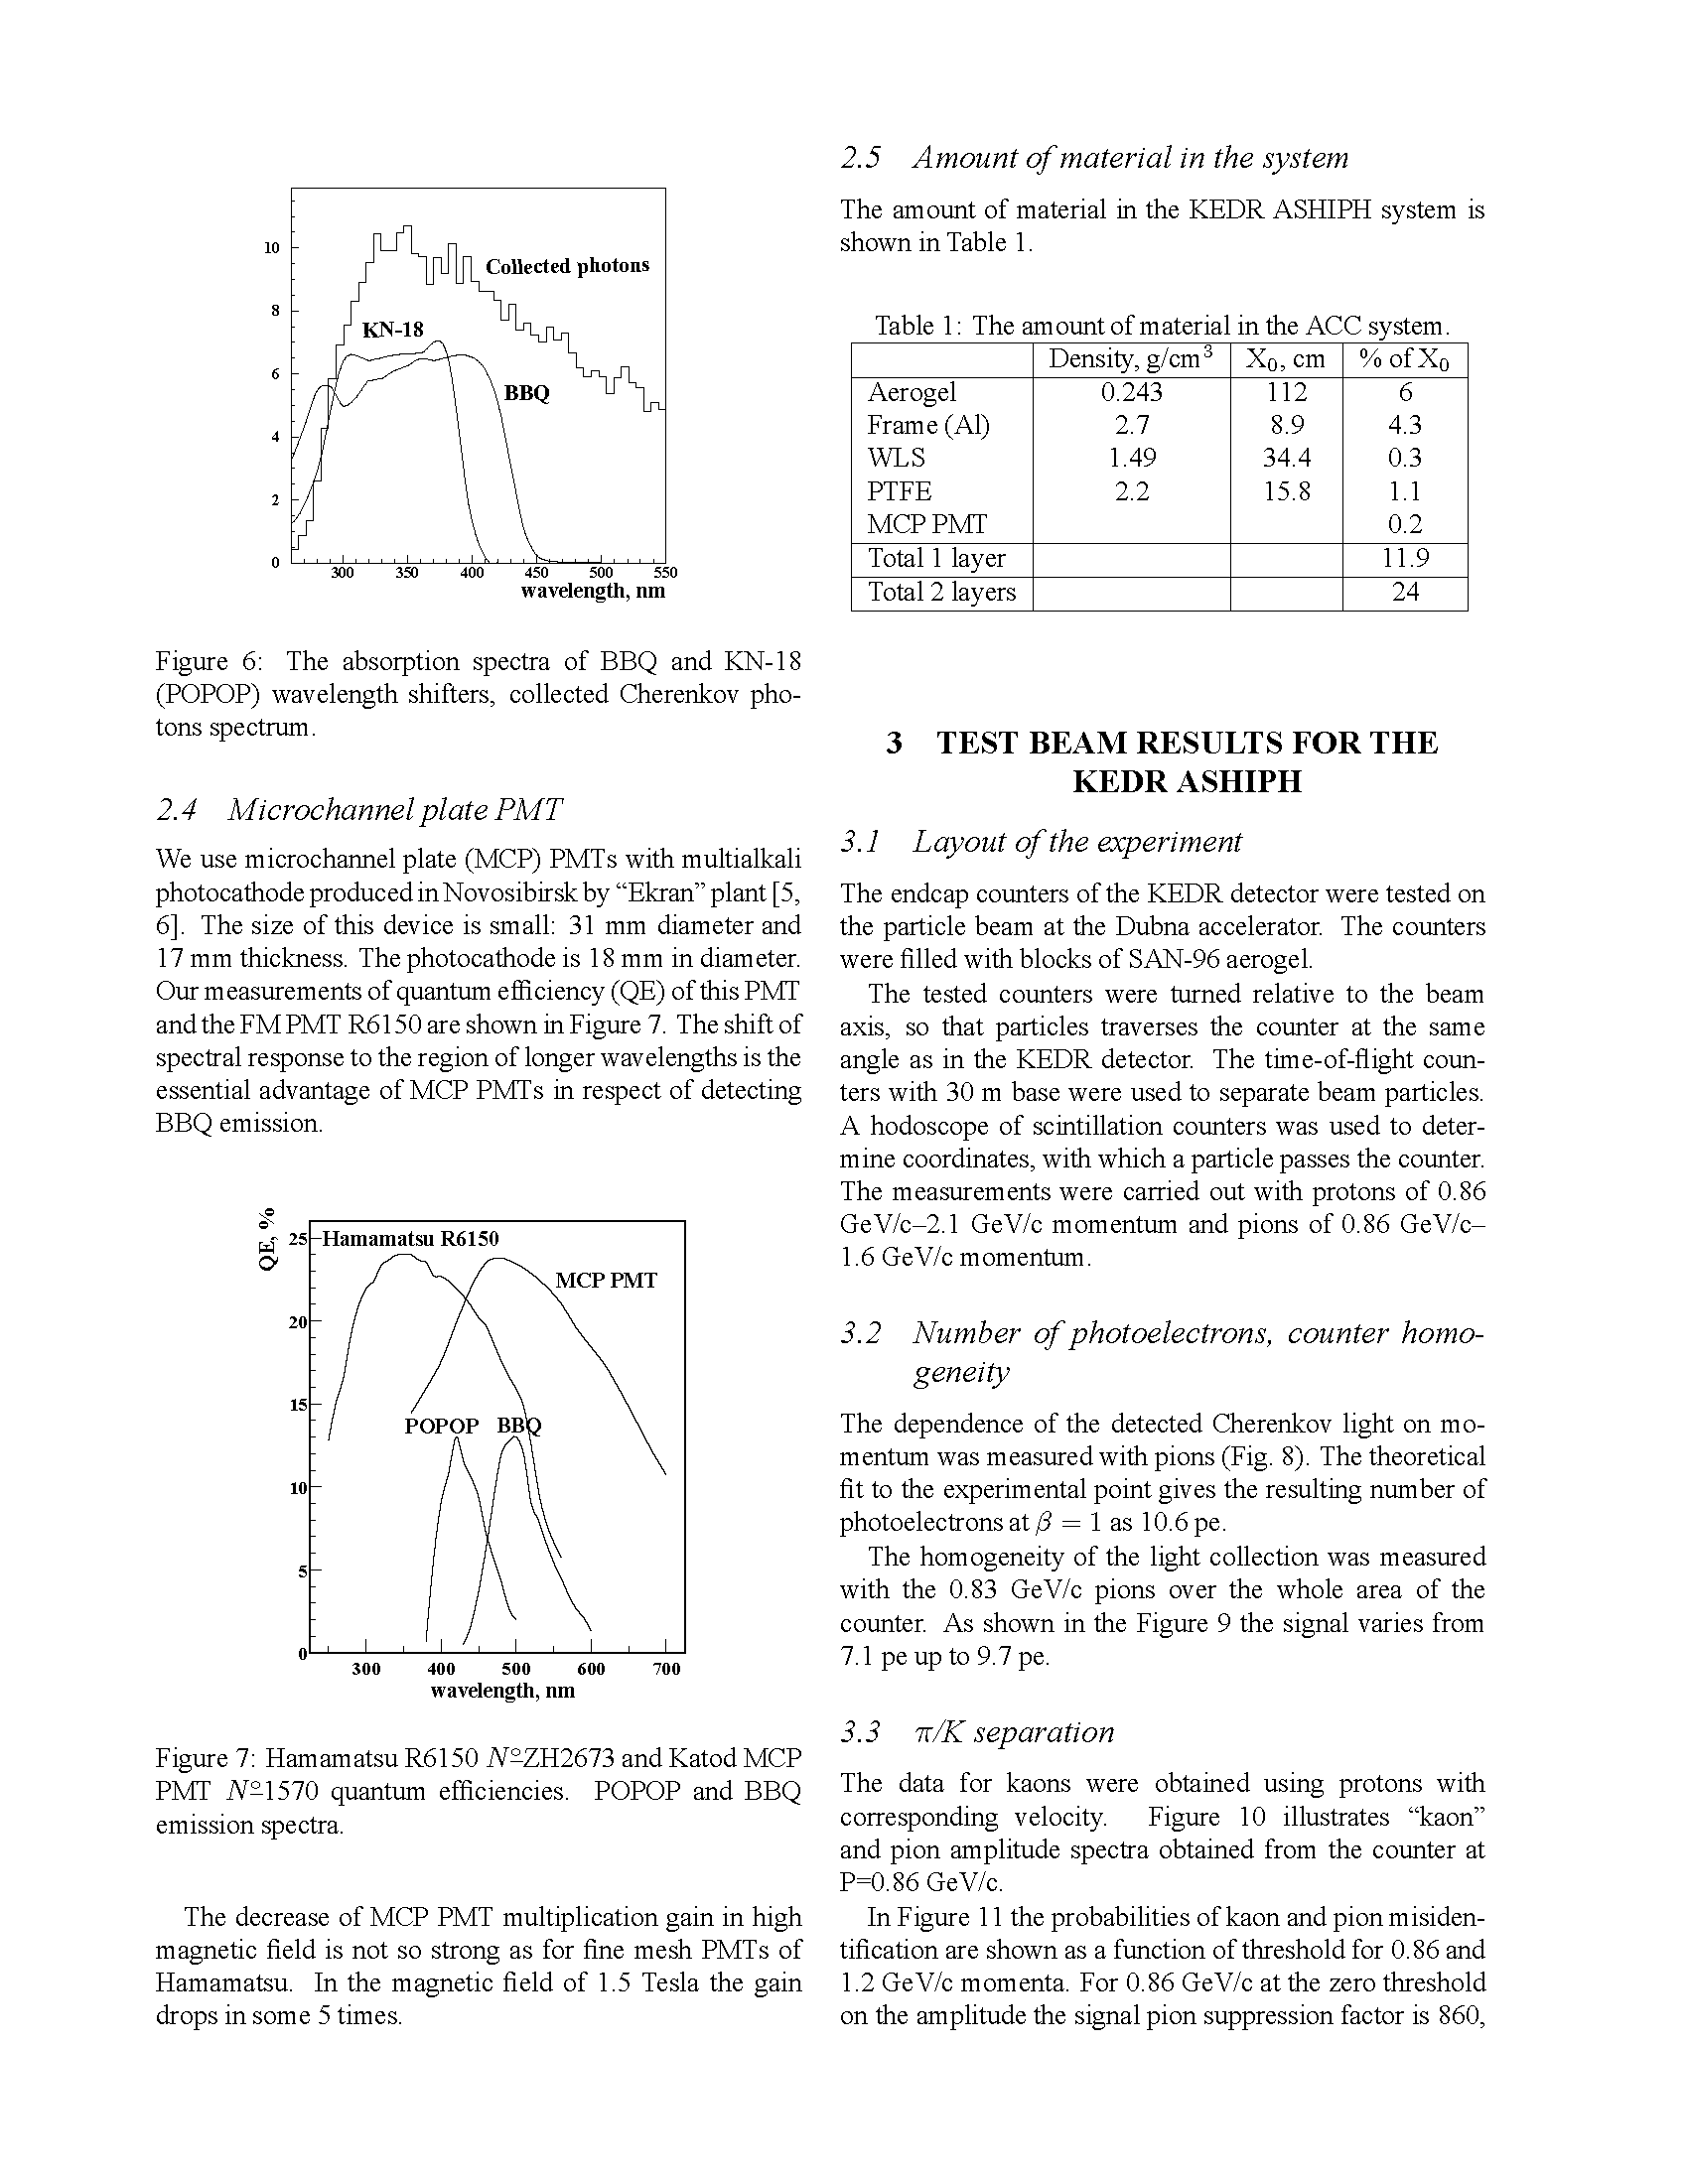 10
8
6
4
2
0
Collected photons
KN-18
BBQ
300 350 400 450 500 550
wavelength, nm
Figure 6: The absorption spectra of BBQ and KN-18
(POPOP) wavelength shifters, collected Cherenkov pho-
tons spectrum.
2.4 Microchannel plate PMT
We use microchannel plate (MCP) PMTs with multialkali
photocathode produced in Novosibirsk by “Ekran” plant [5,
6]. The size of this device is small: 31 mm diameter and
17 mm thickness. The photocathode is 18 mm in diameter.
Our measurements of quantum efficiency (QE) of this PMT
and the FM PMT R6150 are shown in Figure 7. The shift of
spectral response to the region of longer wavelengths is the
essential advantage of MCP PMTs in respect of detecting
BBQ emission.
QE, %
25
20
15
10
5
0
Hamamatsu R6150
MCP PMT
POPOP BBQ
300 400 500 600 700
wavelength, nm
Figure 7: Hamamatsu R6150 №ZH2673 and Katod MCP
PMT №1570 quantum efficiencies. POPOP and BBQ
emission spectra.
The decrease of MCP PMT multiplication gain in high
magnetic field is not so strong as for fine mesh PMTs of
Hamamatsu. In the magnetic field of 1.5 Tesla the gain
drops in some 5 times.
2.5 Amount of material in the system
The amount of material in the KEDR ASHIPH system is
shown in Table 1.
Table 1: The amount of material in the ACC system.
Density, g/cm³ X₀, cm % of X₀
Aerogel 0.243 112 6
Frame (Al) 2.7 8.9 4.3
WLS 1.49 34.4 0.3
PTFE 2.2 15.8 1.1
MCP PMT 0.2
Total 1 layer 11.9
Total 2 layers 24
3 TEST BEAM RESULTS FOR THE
KEDR ASHIPH
3.1 Layout of the experiment
The endcap counters of the KEDR detector were tested on
the particle beam at the Dubna accelerator. The counters
were filled with blocks of SAN-96 aerogel.
The tested counters were turned relative to the beam
axis, so that particles traverses the counter at the same
angle as in the KEDR detector. The time-of-flight coun-
ters with 30 m base were used to separate beam particles.
A hodoscope of scintillation counters was used to deter-
mine coordinates, with which a particle passes the counter.
The measurements were carried out with protons of 0.86
GeV/c–2.1 GeV/c momentum and pions of 0.86 GeV/c–
1.6 GeV/c momentum.
3.2 Number of photoelectrons, counter homo-
geneity
The dependence of the detected Cherenkov light on mo-
mentum was measured with pions (Fig. 8). The theoretical
fit to the experimental point gives the resulting number of
photoelectrons at β = 1 as 10.6 pe.
The homogeneity of the light collection was measured
with the 0.83 GeV/c pions over the whole area of the
counter. As shown in the Figure 9 the signal varies from
7.1 pe up to 9.7 pe.
3.3 π/K separation
The data for kaons were obtained using protons with
corresponding velocity. Figure 10 illustrates “kaon”
and pion amplitude spectra obtained from the counter at
P=0.86 GeV/c.
In Figure 11 the probabilities of kaon and pion misiden-
tification are shown as a function of threshold for 0.86 and
1.2 GeV/c momenta. For 0.86 GeV/c at the zero threshold
on the amplitude the signal pion suppression factor is 860,